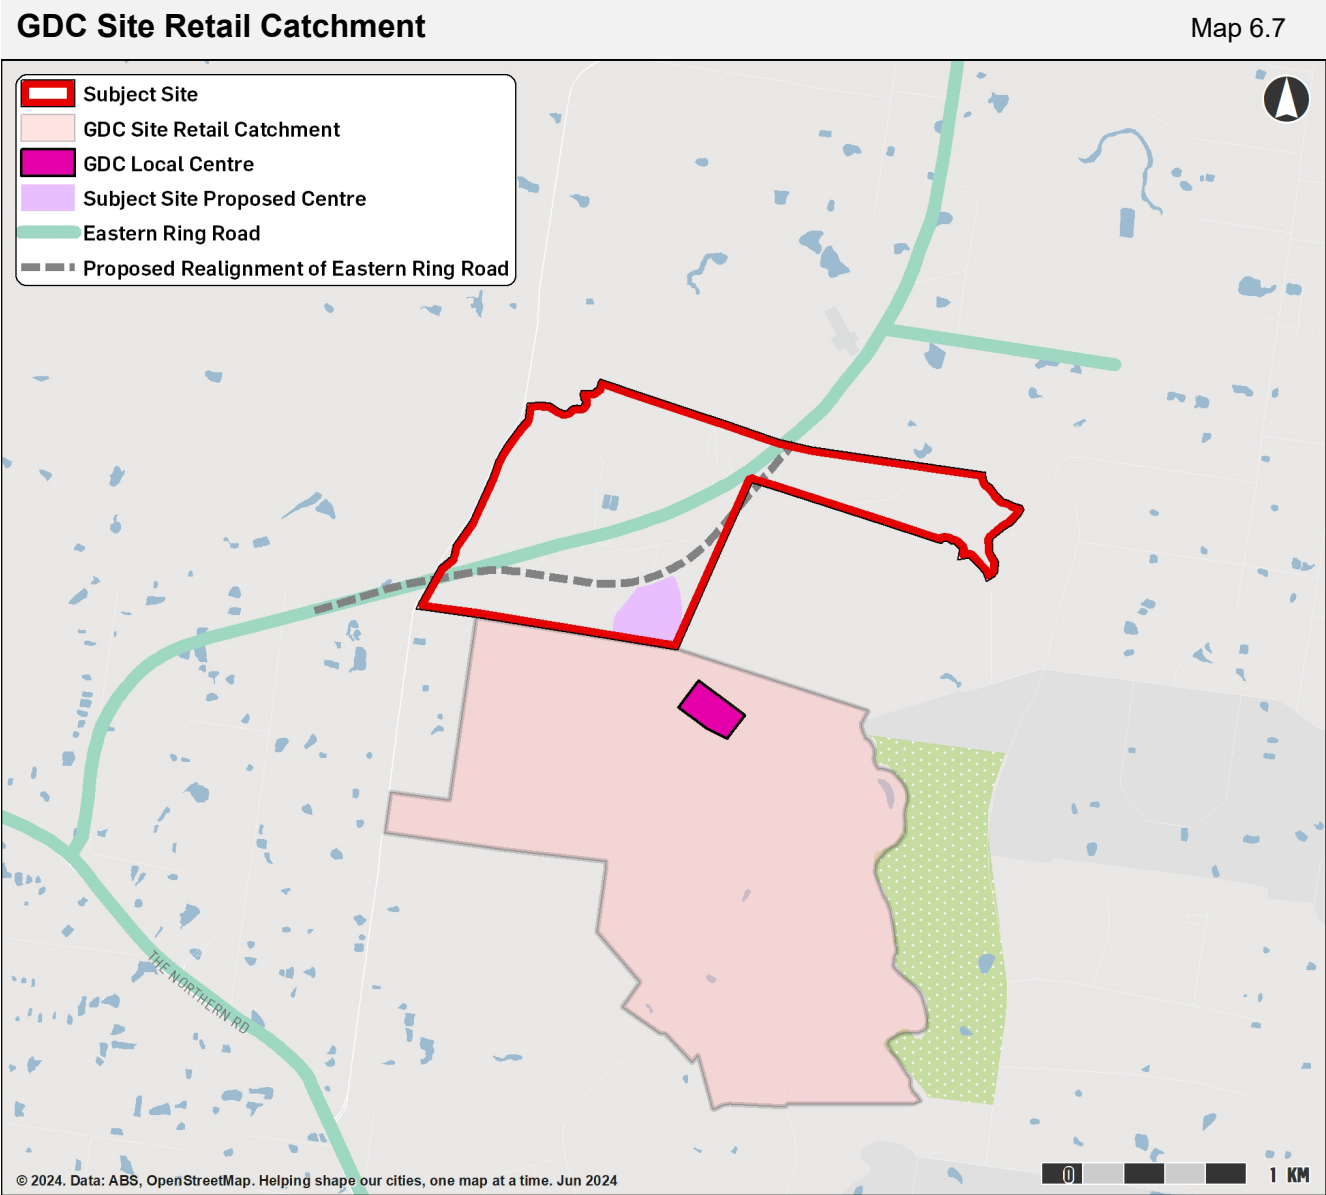 GDC Site Retail Catchment
Map 6.7
Subject Site
GDC Site Retail Catchment
GDC Local Centre
Subject Site Proposed Centre
Eastern Ring Road
Proposed Realignment of Eastern Ring Road
THE NORTHERN RD
© 2024. Data: ABS, OpenStreetMap. Helping shape our cities, one map at a time. Jun 2024
0 1 KM